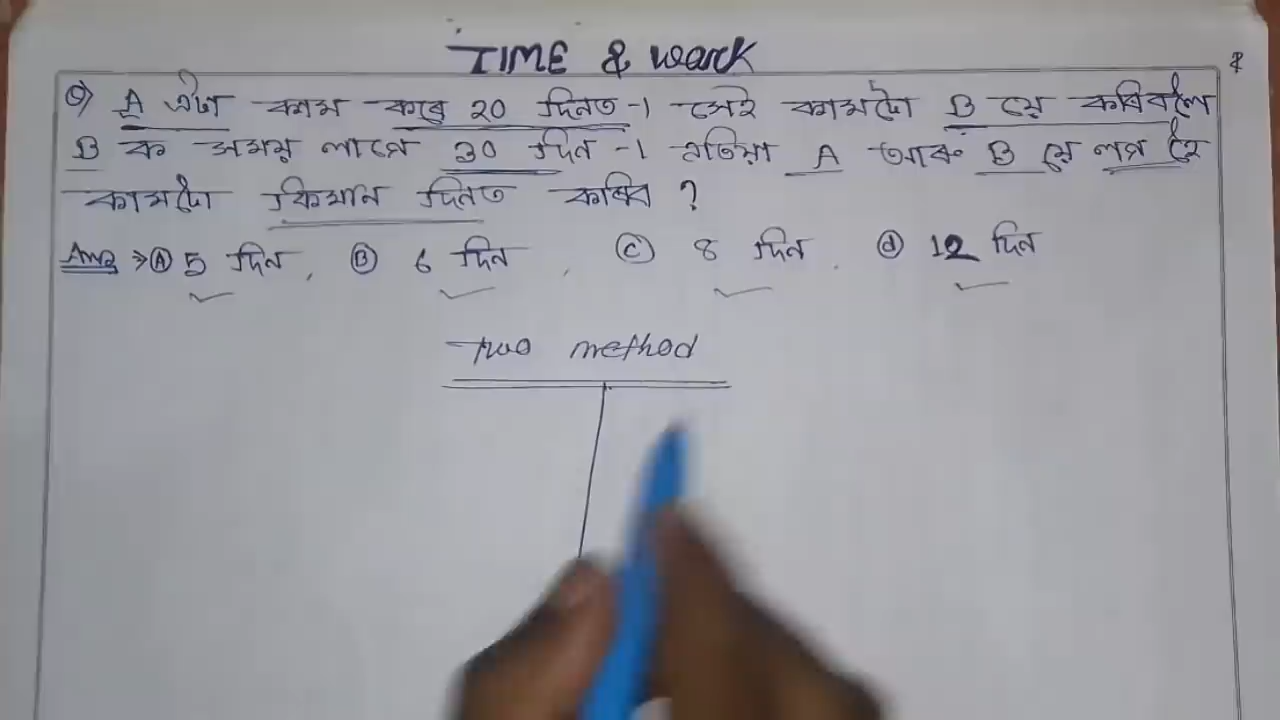 TIME & Warck
Q) A এটা কাম কৰে 20 দিনত। সেই কামটো B য়ে কৰিবলৈ
B ক সময় লাগে 30 দিন। এতিয়া A আৰু B য়ে লগ হৈ
কামটো কিমান দিনত কৰিব ?
Ans → Ⓐ 5 দিন, Ⓑ 6 দিন, Ⓒ 8 দিন. ⓓ 12 দিন
Two method